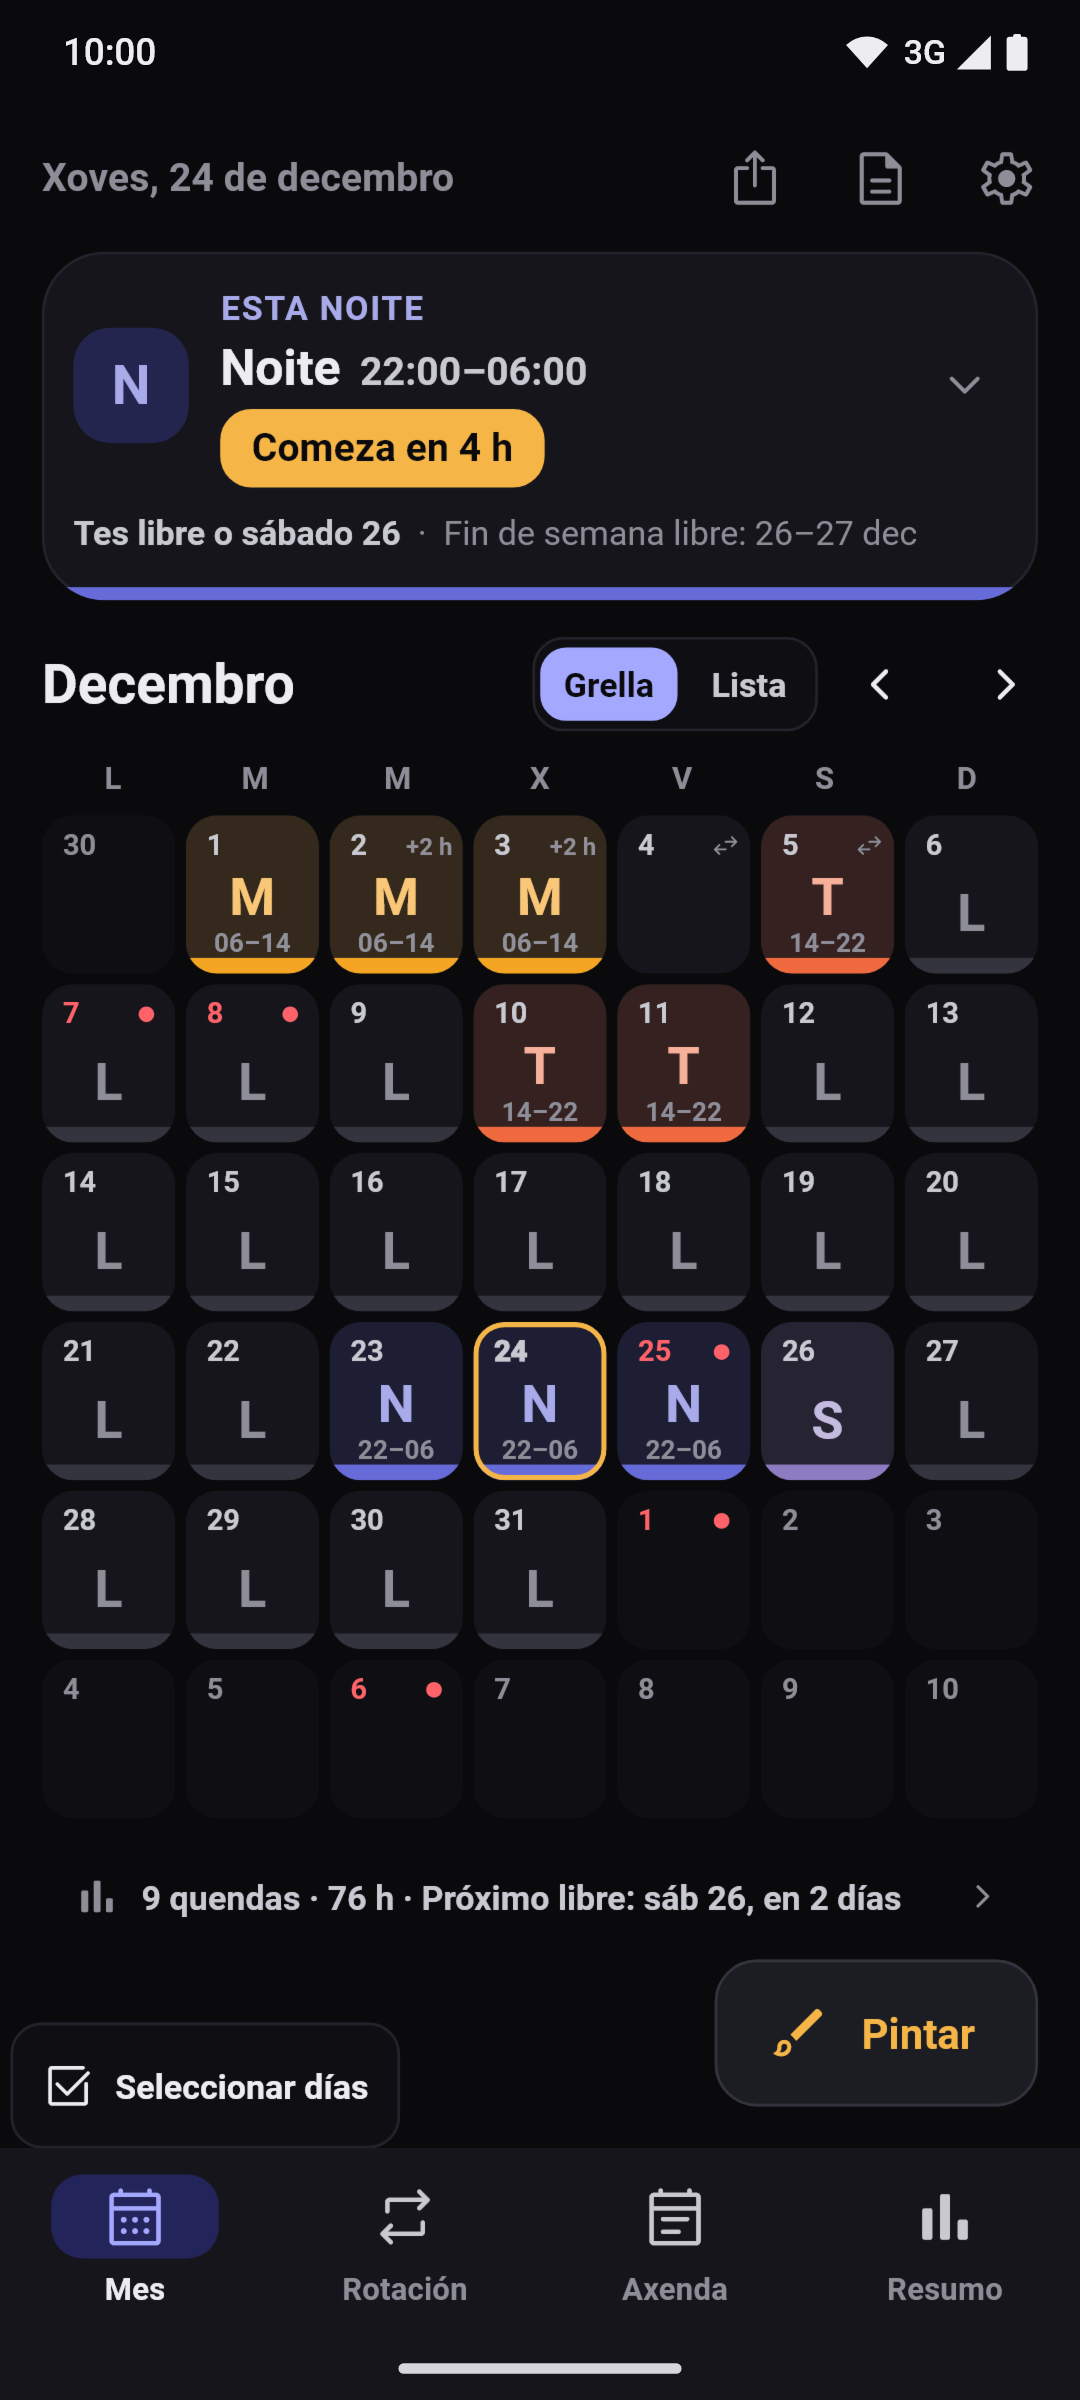 10:00 3G
Xoves, 24 de decembro
ESTA NOITE
N
Noite 22:00–06:00
Comeza en 4 h
Tes libre o sábado 26 · Fin de semana libre: 26–27 dec
Decembro Grella Lista
L M M X V S D
30 1 2 +2 h 3 +2 h 4 5 6
M M M T L
06–14 06–14 06–14 14–22
7 8 9 10 11 12 13
L L L T T L L
14–22 14–22
14 15 16 17 18 19 20
L L L L L L L
21 22 23 24 25 26 27
L L N N N S L
22–06 22–06 22–06
28 29 30 31 1 2 3
L L L L
4 5 6 7 8 9 10
9 quendas · 76 h · Próximo libre: sáb 26, en 2 días
Pintar
Seleccionar días
Mes Rotación Axenda Resumo